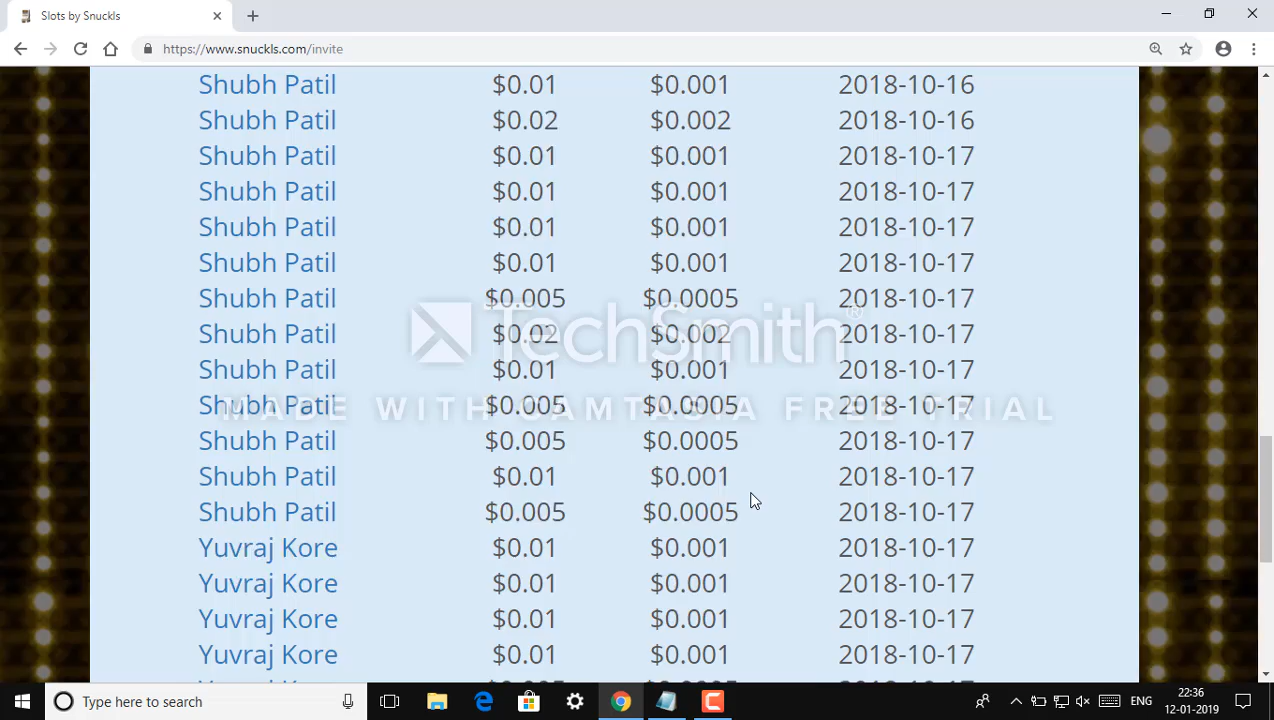 Slots by Snuckls
https://www.snuckls.com/invite
Shubh Patil $0.01 $0.001 2018-10-16
Shubh Patil $0.02 $0.002 2018-10-16
Shubh Patil $0.01 $0.001 2018-10-17
Shubh Patil $0.01 $0.001 2018-10-17
Shubh Patil $0.01 $0.001 2018-10-17
Shubh Patil $0.01 $0.001 2018-10-17
Shubh Patil $0.005 $0.0005 2018-10-17
Shubh Patil $0.02 $0.002 2018-10-17
TechSmith®
Shubh Patil $0.01 $0.001 2018-10-17
Shubh Patil $0.005 $0.0005 2018-10-17
MADE WITH CAMTASIA FREE TRIAL
Shubh Patil $0.005 $0.0005 2018-10-17
Shubh Patil $0.01 $0.001 2018-10-17
Shubh Patil $0.005 $0.0005 2018-10-17
Yuvraj Kore $0.01 $0.001 2018-10-17
Yuvraj Kore $0.01 $0.001 2018-10-17
Yuvraj Kore $0.01 $0.001 2018-10-17
Yuvraj Kore $0.01 $0.001 2018-10-17
Type here to search
ENG
22:36
12-01-2019